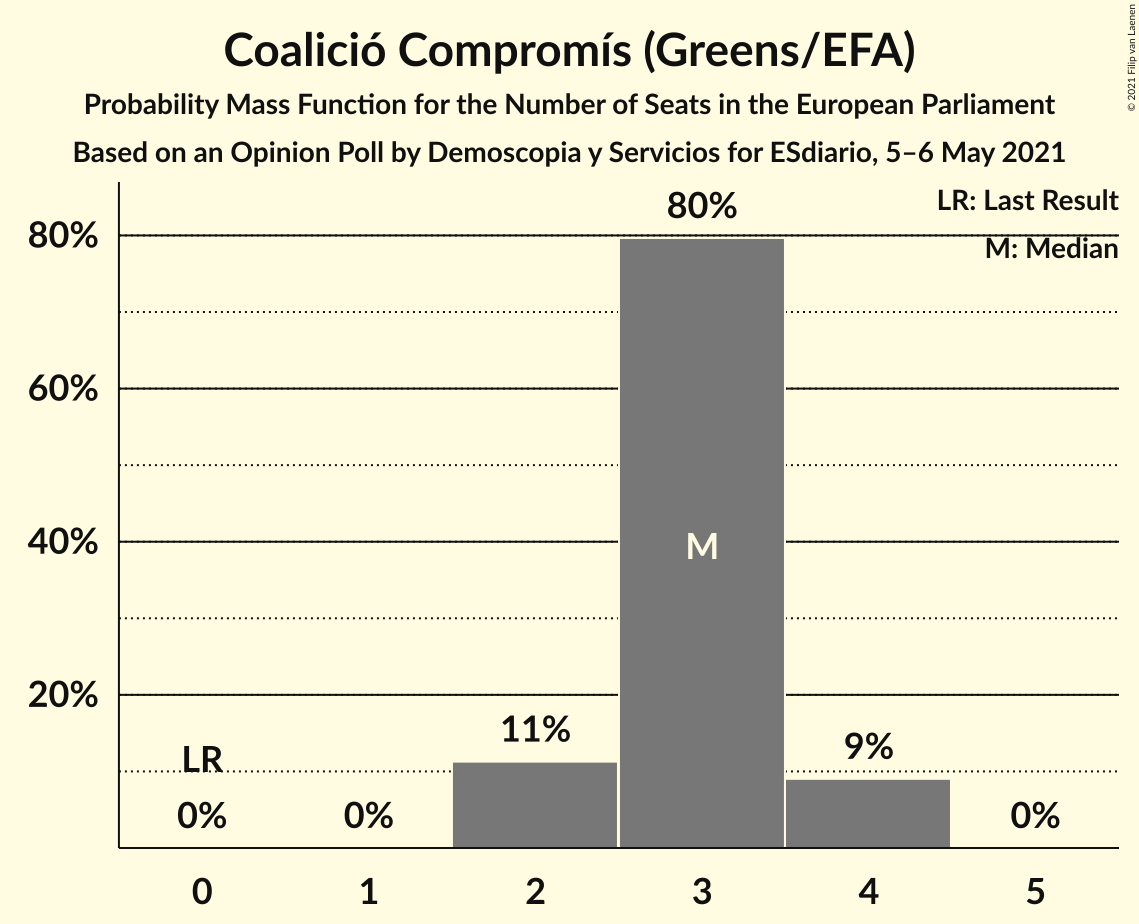 Coalició Compromís (Greens/EFA)
Probability Mass Function for the Number of Seats in the European Parliament
Based on an Opinion Poll by Demoscopia y Servicios for ESdiario, 5–6 May 2021
© 2021 Filip van Laenen
LR: Last Result
M: Median
80%
80%
60%
40%
M
20%
11%
9%
LR
0%
0%
0%
0
1
2
3
4
5